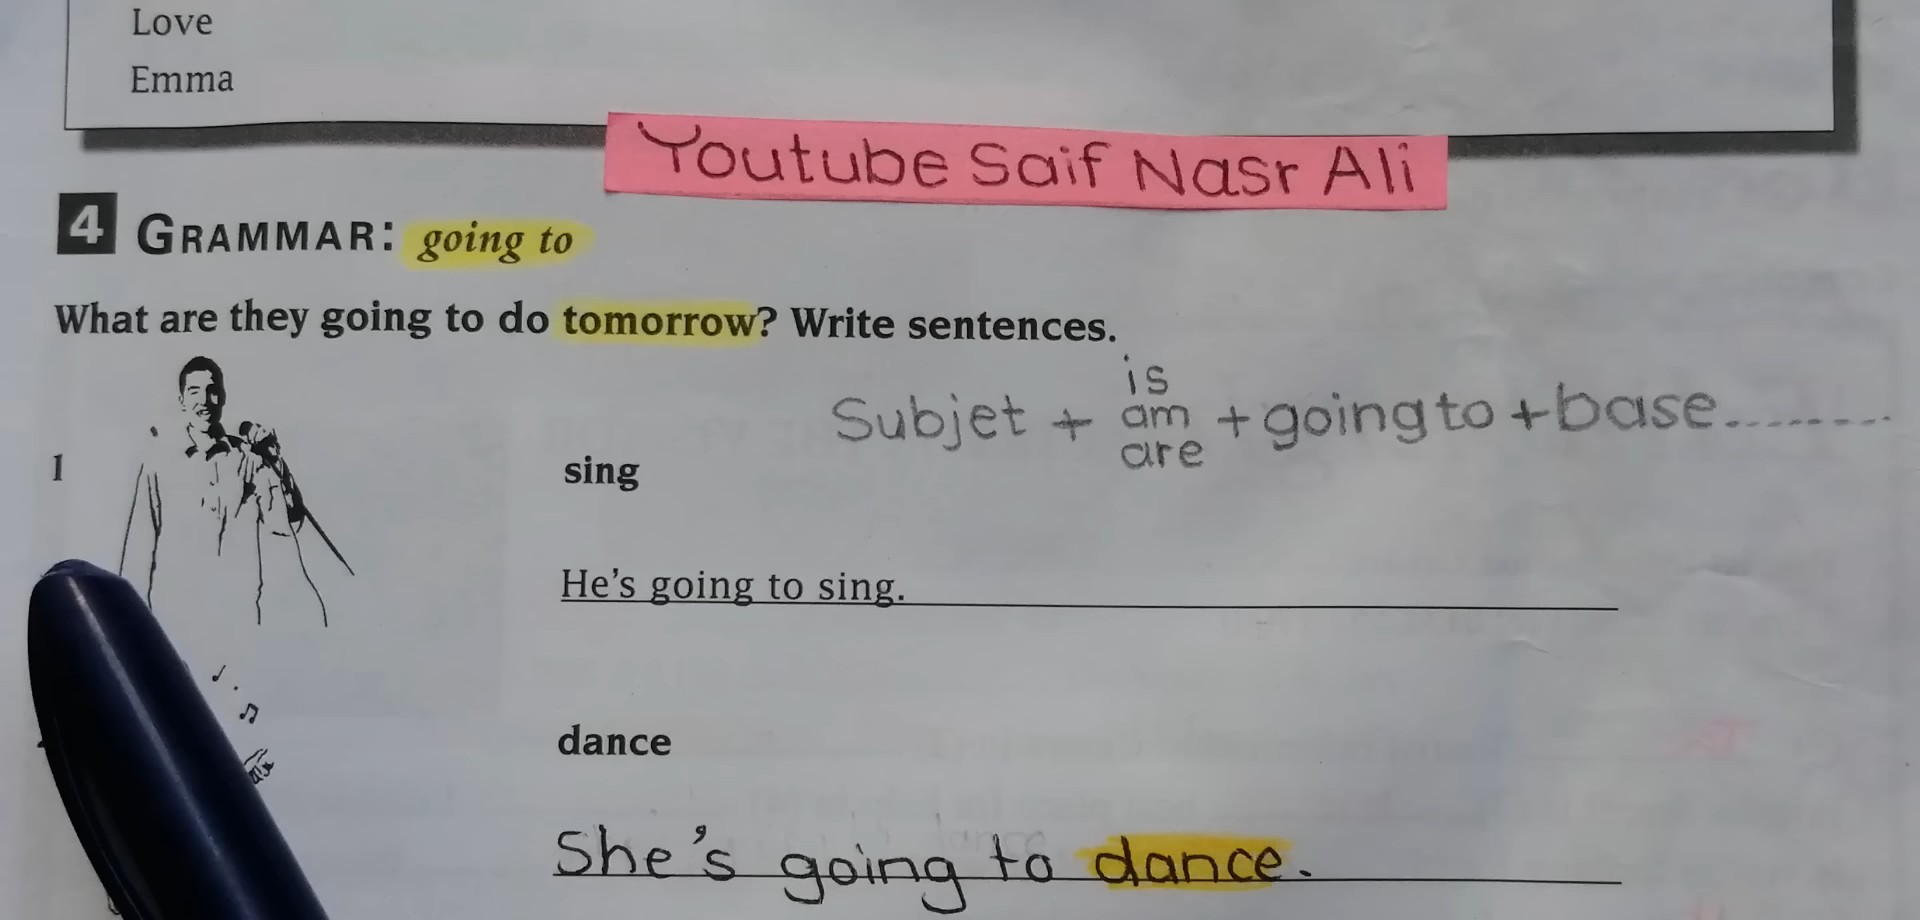 Love
Emma
Youtube Saif Nasr Ali
4 GRAMMAR: going to
What are they going to do tomorrow? Write sentences.
is
Subjet + am + going to + base.........
are
1 sing
He's going to sing.
dance
She's going to dance.